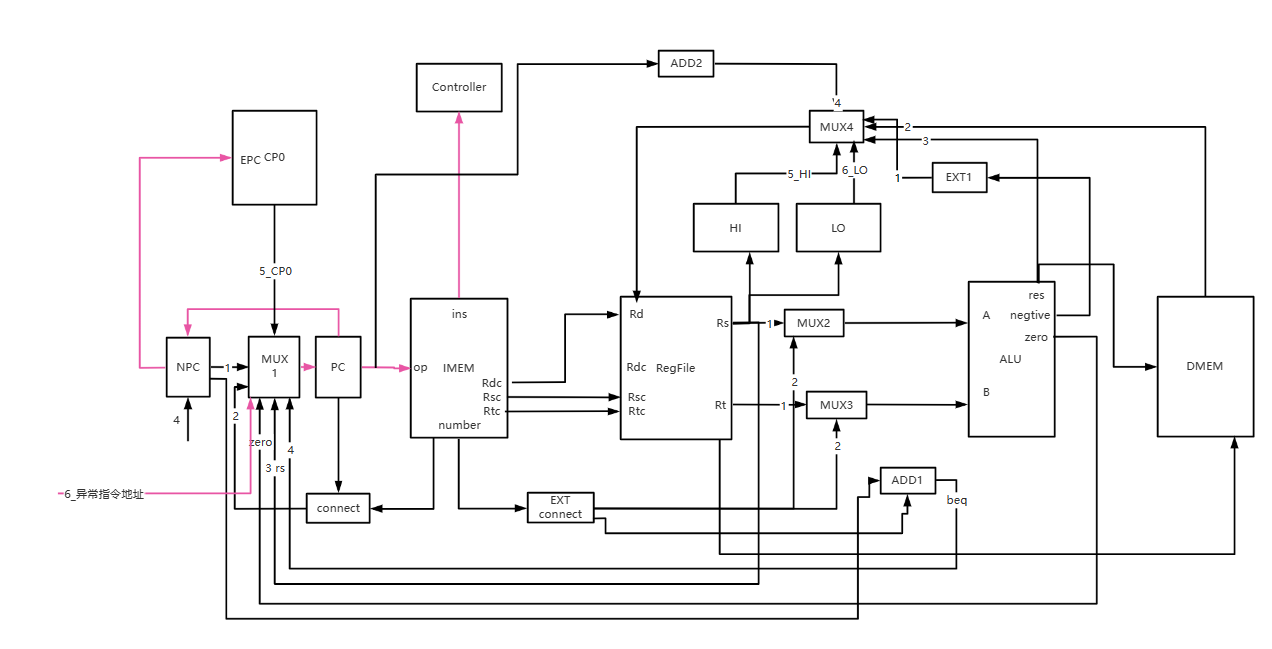 ADD2
Controller
'4
MUX4
2
3
EPC
CP0
5_HI
6_LO
1
EXT1
HI
LO
5_CP0
ins
Rd
Rs
res
A
negtive
1
MUX2
zero
NPC
1
MUX
1
PC
op
IMEM
Rdc
RegFile
ALU
DMEM
Rdc
Rsc
Rtc
Rsc
Rtc
2
B
Rt
1
MUX3
4
2
number
zero
4
2
3 rs
ADD1
6_异常指令地址
connect
EXT
connect
beq